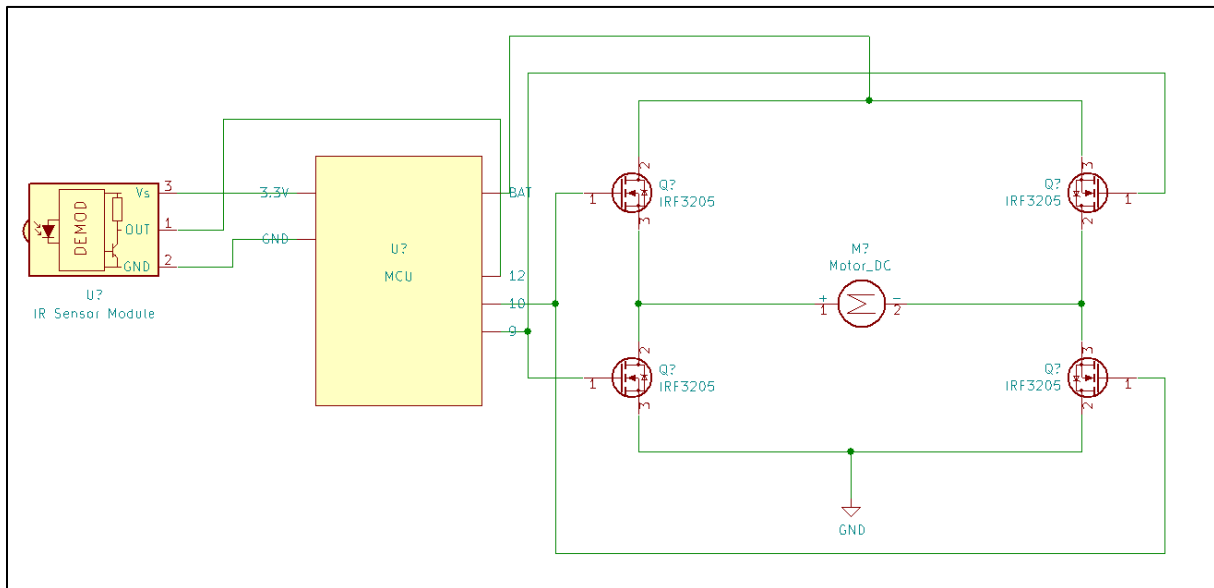 Vs
3
OUT
1
GND
2
DEMOD
U?
IR Sensar Module
3.3V
GND
U?
MCU
BAT
12
10
9
2
1
3
Q?
IRF3205
3
1
2
Q?
IRF3205
M?
Motor_DC
+
1
-
2
2
1
3
Q?
IRF3205
3
1
2
Q?
IRF3205
GND